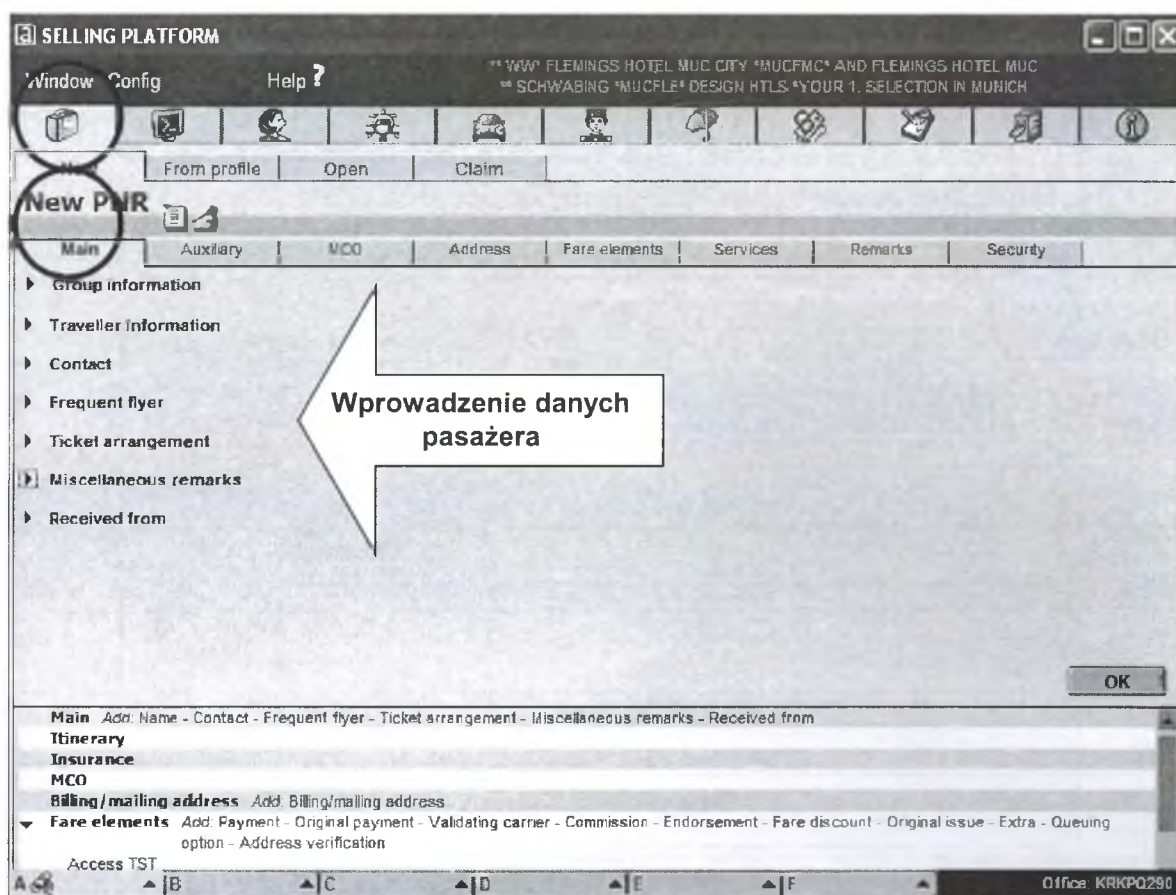 a SELLING PLATFORM
Window Config Help ?
** WW* FLEMINGS HOTEL MUC CITY *MUCFMC* AND FLEMINGS HOTEL MUC
** SCHWABING *MUCFLE* DESIGN HTLS *YOUR 1. SELECTION IN MUNICH
New From profile Open Claim
New PNR
Main Auxiliary MCO Address Fare elements Services Remarks Security
Group information
Traveller information
Contact
Frequent flyer
Ticket arrangement
Miscellaneous remarks
Received from
Wprowadzenie danych
pasażera
OK
Main Add: Name - Contact - Frequent flyer - Ticket arrangement - Miscellaneous remarks - Received from
Itinerary
Insurance
MCO
Billing/mailing address Add: Billing/mailing address
Fare elements Add: Payment - Original payment - Validating carrier - Commission - Endorsement - Fare discount - Original issue - Extra - Queuing
option - Address verification
Access TST
A B C D E F Office: KRKPO290